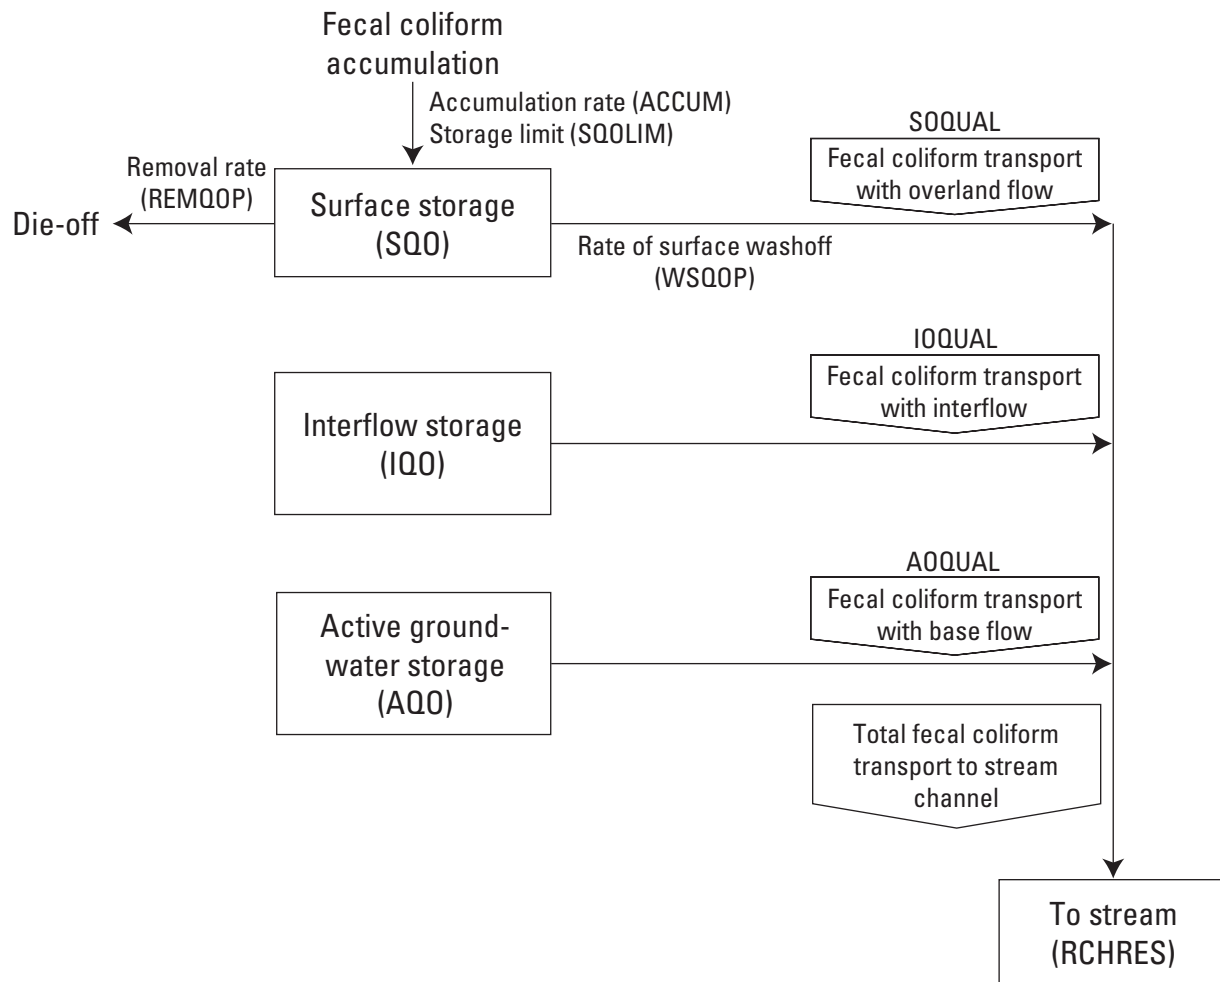 Fecal coliform
accumulation
Accumulation rate (ACCUM)
Storage limit (SQOLIM)
Removal rate
(REMQOP)
Die-off
Surface storage
(SQO)
Rate of surface washoff
(WSQOP)
SOQUAL
Fecal coliform transport
with overland flow
IOQUAL
Fecal coliform transport
with interflow
Interflow storage
(IQO)
AOQUAL
Fecal coliform transport
with base flow
Active ground-
water storage
(AQO)
Total fecal coliform
transport to stream
channel
To stream
(RCHRES)